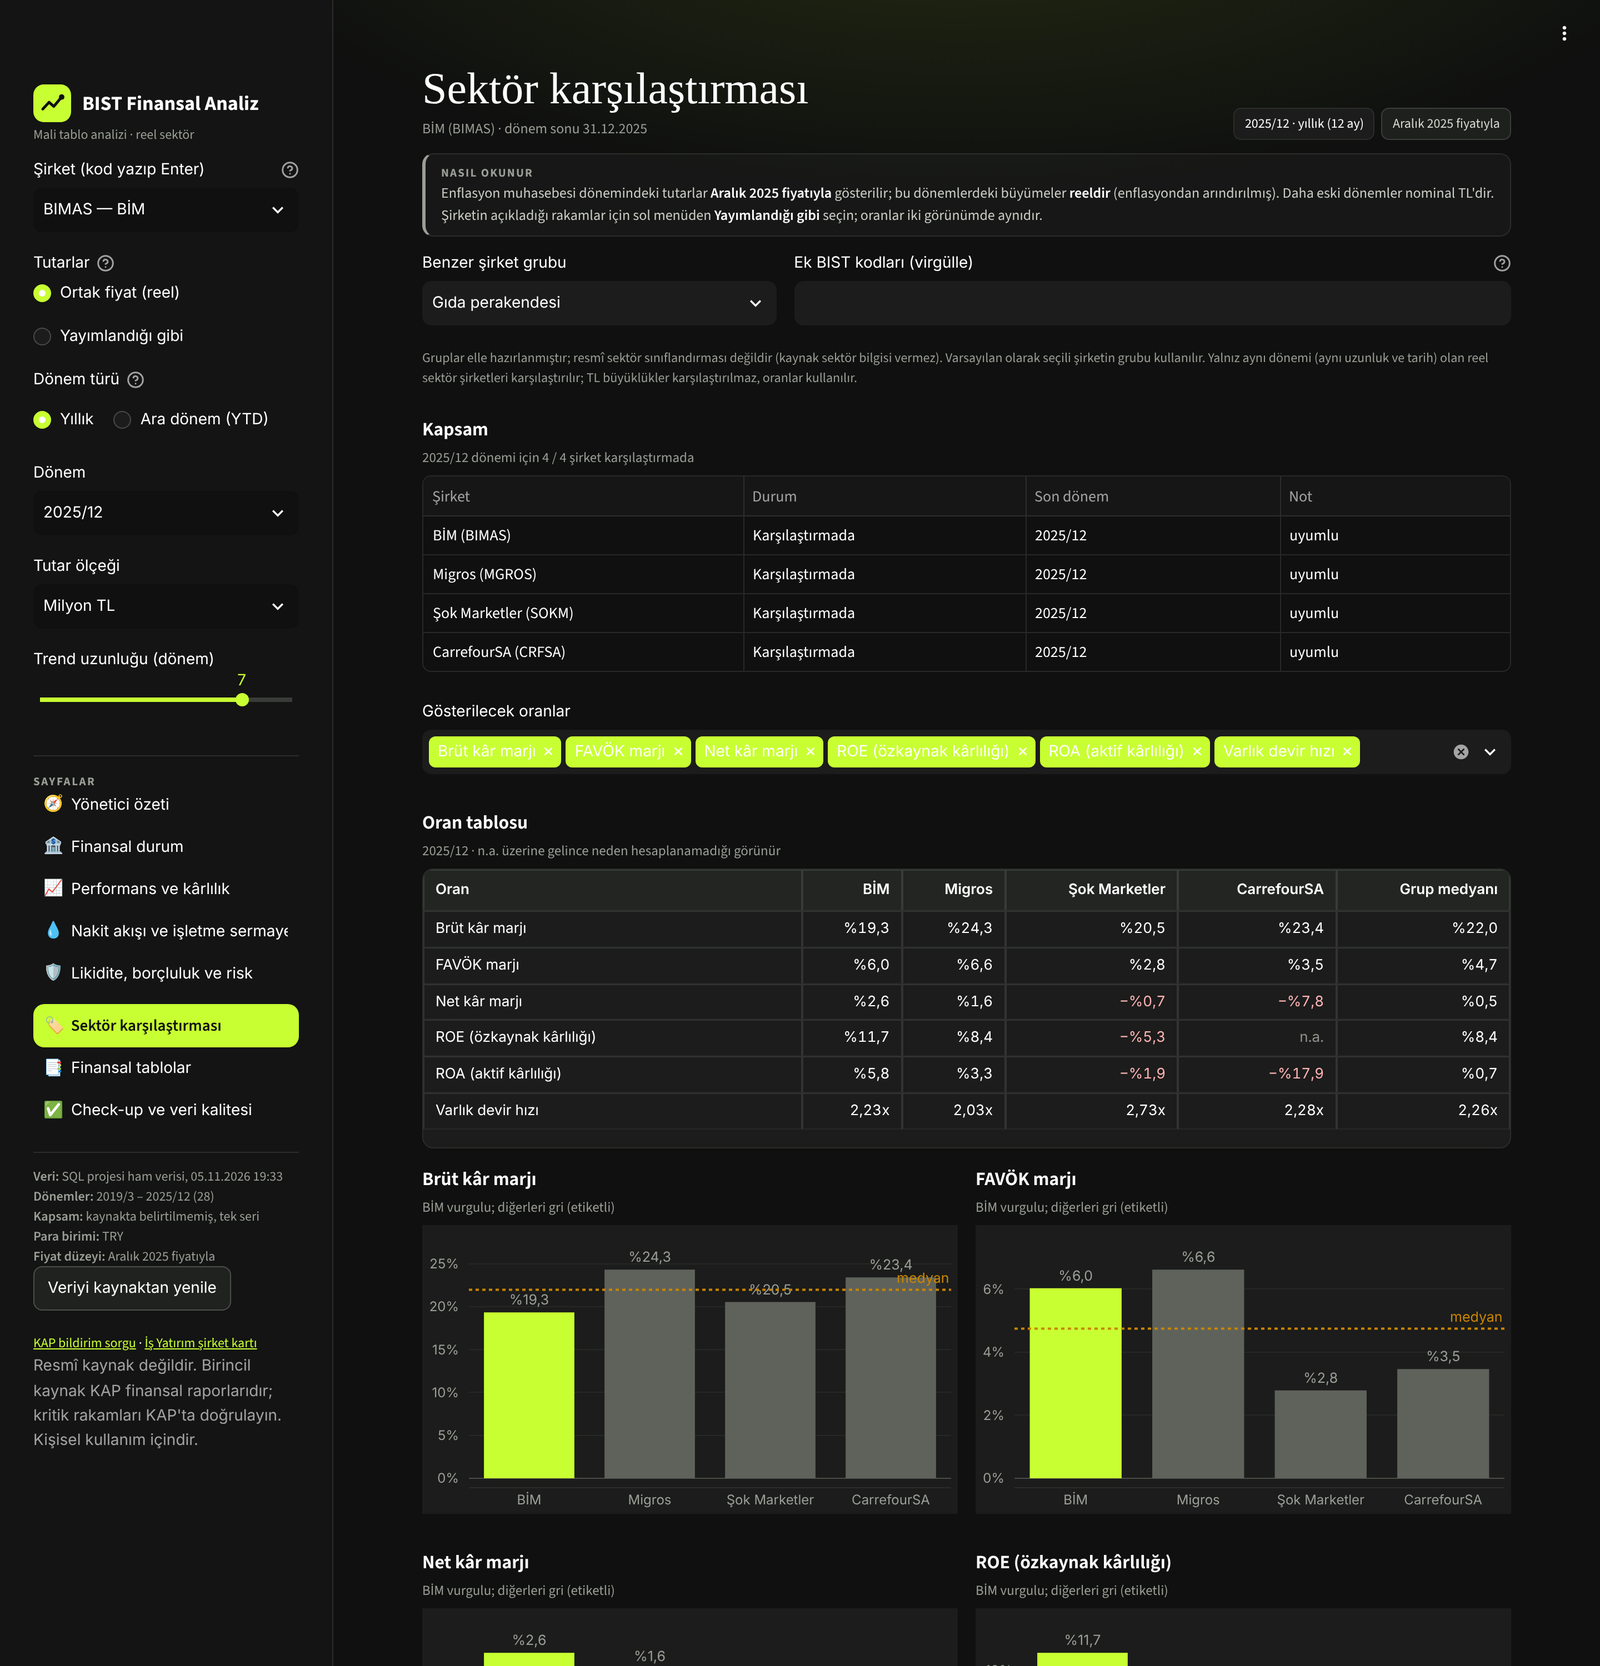 BIST Finansal Analiz
Mali tablo analizi · reel sektör
Şirket (kod yazıp Enter)
BIMAS — BİM
Tutarlar
Ortak fiyat (reel)
Yayımlandığı gibi
Dönem türü
Yıllık Ara dönem (YTD)
Dönem
2025/12
Tutar ölçeği
Milyon TL
Trend uzunluğu (dönem)
7
SAYFALAR
Yönetici özeti
Finansal durum
Performans ve kârlılık
Nakit akışı ve işletme sermaye
Likidite, borçluluk ve risk
Sektör karşılaştırması
Finansal tablolar
Check-up ve veri kalitesi
Veri: SQL projesi ham verisi, 05.11.2026 19:33
Dönemler: 2019/3 – 2025/12 (28)
Kapsam: kaynakta belirtilmemiş, tek seri
Para birimi: TRY
Fiyat düzeyi: Aralık 2025 fiyatıyla
Veriyi kaynaktan yenile
KAP bildirim sorgu · İş Yatırım şirket kartı
Resmî kaynak değildir. Birincil
kaynak KAP finansal raporlarıdır;
kritik rakamları KAP'ta doğrulayın.
Kişisel kullanım içindir.
Sektör karşılaştırması
BİM (BIMAS) · dönem sonu 31.12.2025
2025/12 · yıllık (12 ay) Aralık 2025 fiyatıyla
NASIL OKUNUR
Enflasyon muhasebesi dönemindeki tutarlar Aralık 2025 fiyatıyla gösterilir; bu dönemlerdeki büyümeler reeldir (enflasyondan arındırılmış). Daha eski dönemler nominal TL'dir.
Şirketin açıkladığı rakamlar için sol menüden Yayımlandığı gibi seçin; oranlar iki görünümde aynıdır.
Benzer şirket grubu Ek BIST kodları (virgülle)
Gıda perakendesi
Gruplar elle hazırlanmıştır; resmî sektör sınıflandırması değildir (kaynak sektör bilgisi vermez). Varsayılan olarak seçili şirketin grubu kullanılır. Yalnız aynı dönemi (aynı uzunluk ve tarih) olan reel
sektör şirketleri karşılaştırılır; TL büyüklükler karşılaştırılmaz, oranlar kullanılır.
Kapsam
2025/12 dönemi için 4 / 4 şirket karşılaştırmada
Şirket Durum Son dönem Not
BİM (BIMAS) Karşılaştırmada 2025/12 uyumlu
Migros (MGROS) Karşılaştırmada 2025/12 uyumlu
Şok Marketler (SOKM) Karşılaştırmada 2025/12 uyumlu
CarrefourSA (CRFSA) Karşılaştırmada 2025/12 uyumlu
Gösterilecek oranlar
Brüt kâr marjı × FAVÖK marjı × Net kâr marjı × ROE (özkaynak kârlılığı) × ROA (aktif kârlılığı) × Varlık devir hızı ×
Oran tablosu
2025/12 · n.a. üzerine gelince neden hesaplanamadığı görünür
Oran BİM Migros Şok Marketler CarrefourSA Grup medyanı
Brüt kâr marjı %19,3 %24,3 %20,5 %23,4 %22,0
FAVÖK marjı %6,0 %6,6 %2,8 %3,5 %4,7
Net kâr marjı %2,6 %1,6 −%0,7 −%7,8 %0,5
ROE (özkaynak kârlılığı) %11,7 %8,4 −%5,3 n.a. %8,4
ROA (aktif kârlılığı) %5,8 %3,3 −%1,9 −%17,9 %0,7
Varlık devir hızı 2,23x 2,03x 2,73x 2,28x 2,26x
Brüt kâr marjı
BİM vurgulu; diğerleri gri (etiketli)
25%
20%
15%
10%
5%
0%
%19,3 %24,3 %20,5 %23,4
medyan
BİM Migros Şok Marketler CarrefourSA
FAVÖK marjı
BİM vurgulu; diğerleri gri (etiketli)
6%
4%
2%
0%
%6,0 %6,6 %2,8 %3,5
medyan
BİM Migros Şok Marketler CarrefourSA
Net kâr marjı
BİM vurgulu; diğerleri gri (etiketli)
%2,6 %1,6
ROE (özkaynak kârlılığı)
BİM vurgulu; diğerleri gri (etiketli)
%11,7